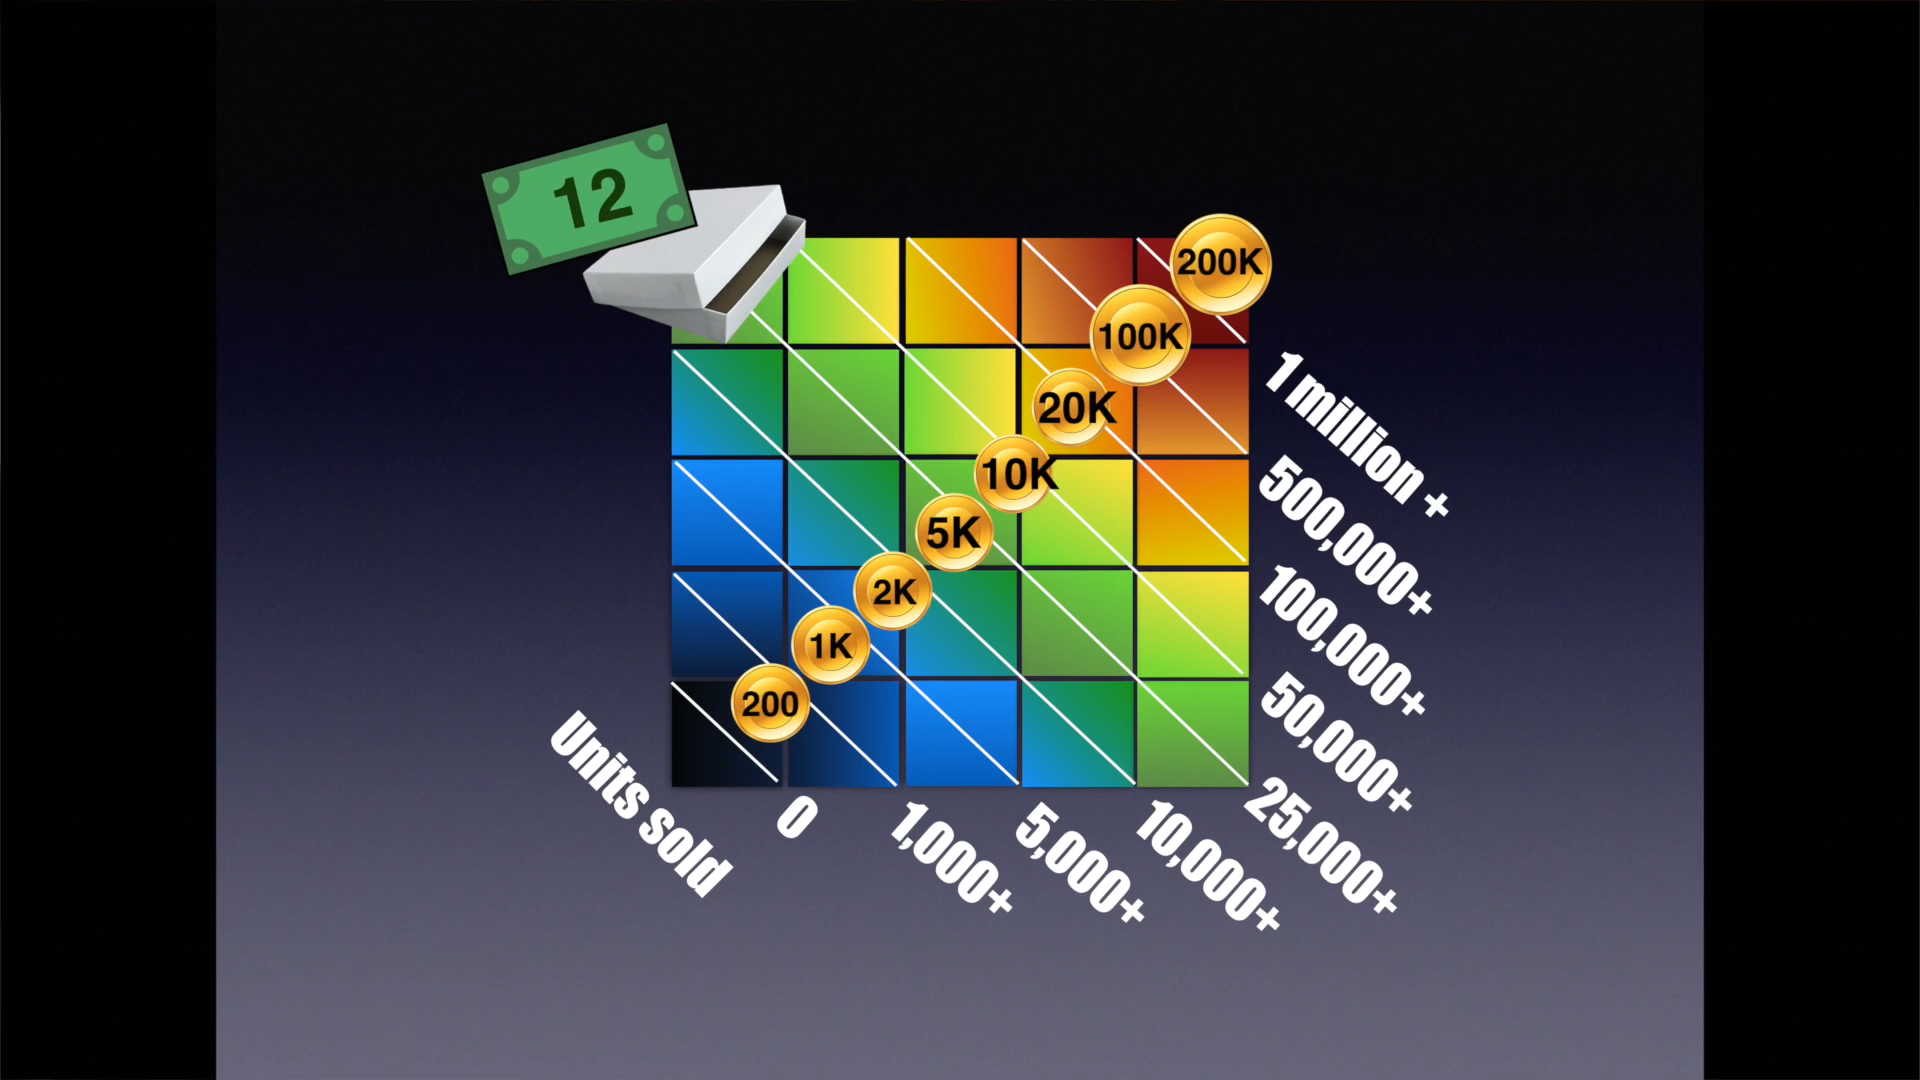 12
200K
100K
20K
10K
5K
2K
1K
200
Units sold
0
1,000+
5,000+
10,000+
25,000+
50,000+
100,000+
500,000+
1 million +